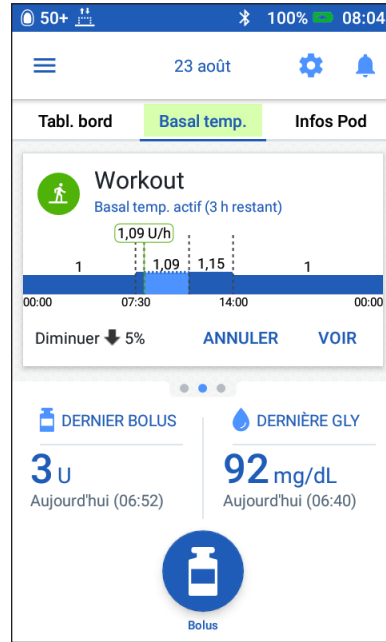 50+ 100% 08:04
23 août
Tabl. bord Basal temp. Infos Pod
Workout
Basal temp. actif (3 h restant)
1,09 U/h
1 1,09 1,15 1
00:00 07:30 14:00 00:00
Diminuer 5% ANNULER VOIR
DERNIER BOLUS DERNIÈRE GLY
3 U 92 mg/dL
Aujourd'hui (06:52) Aujourd'hui (06:40)
Bolus